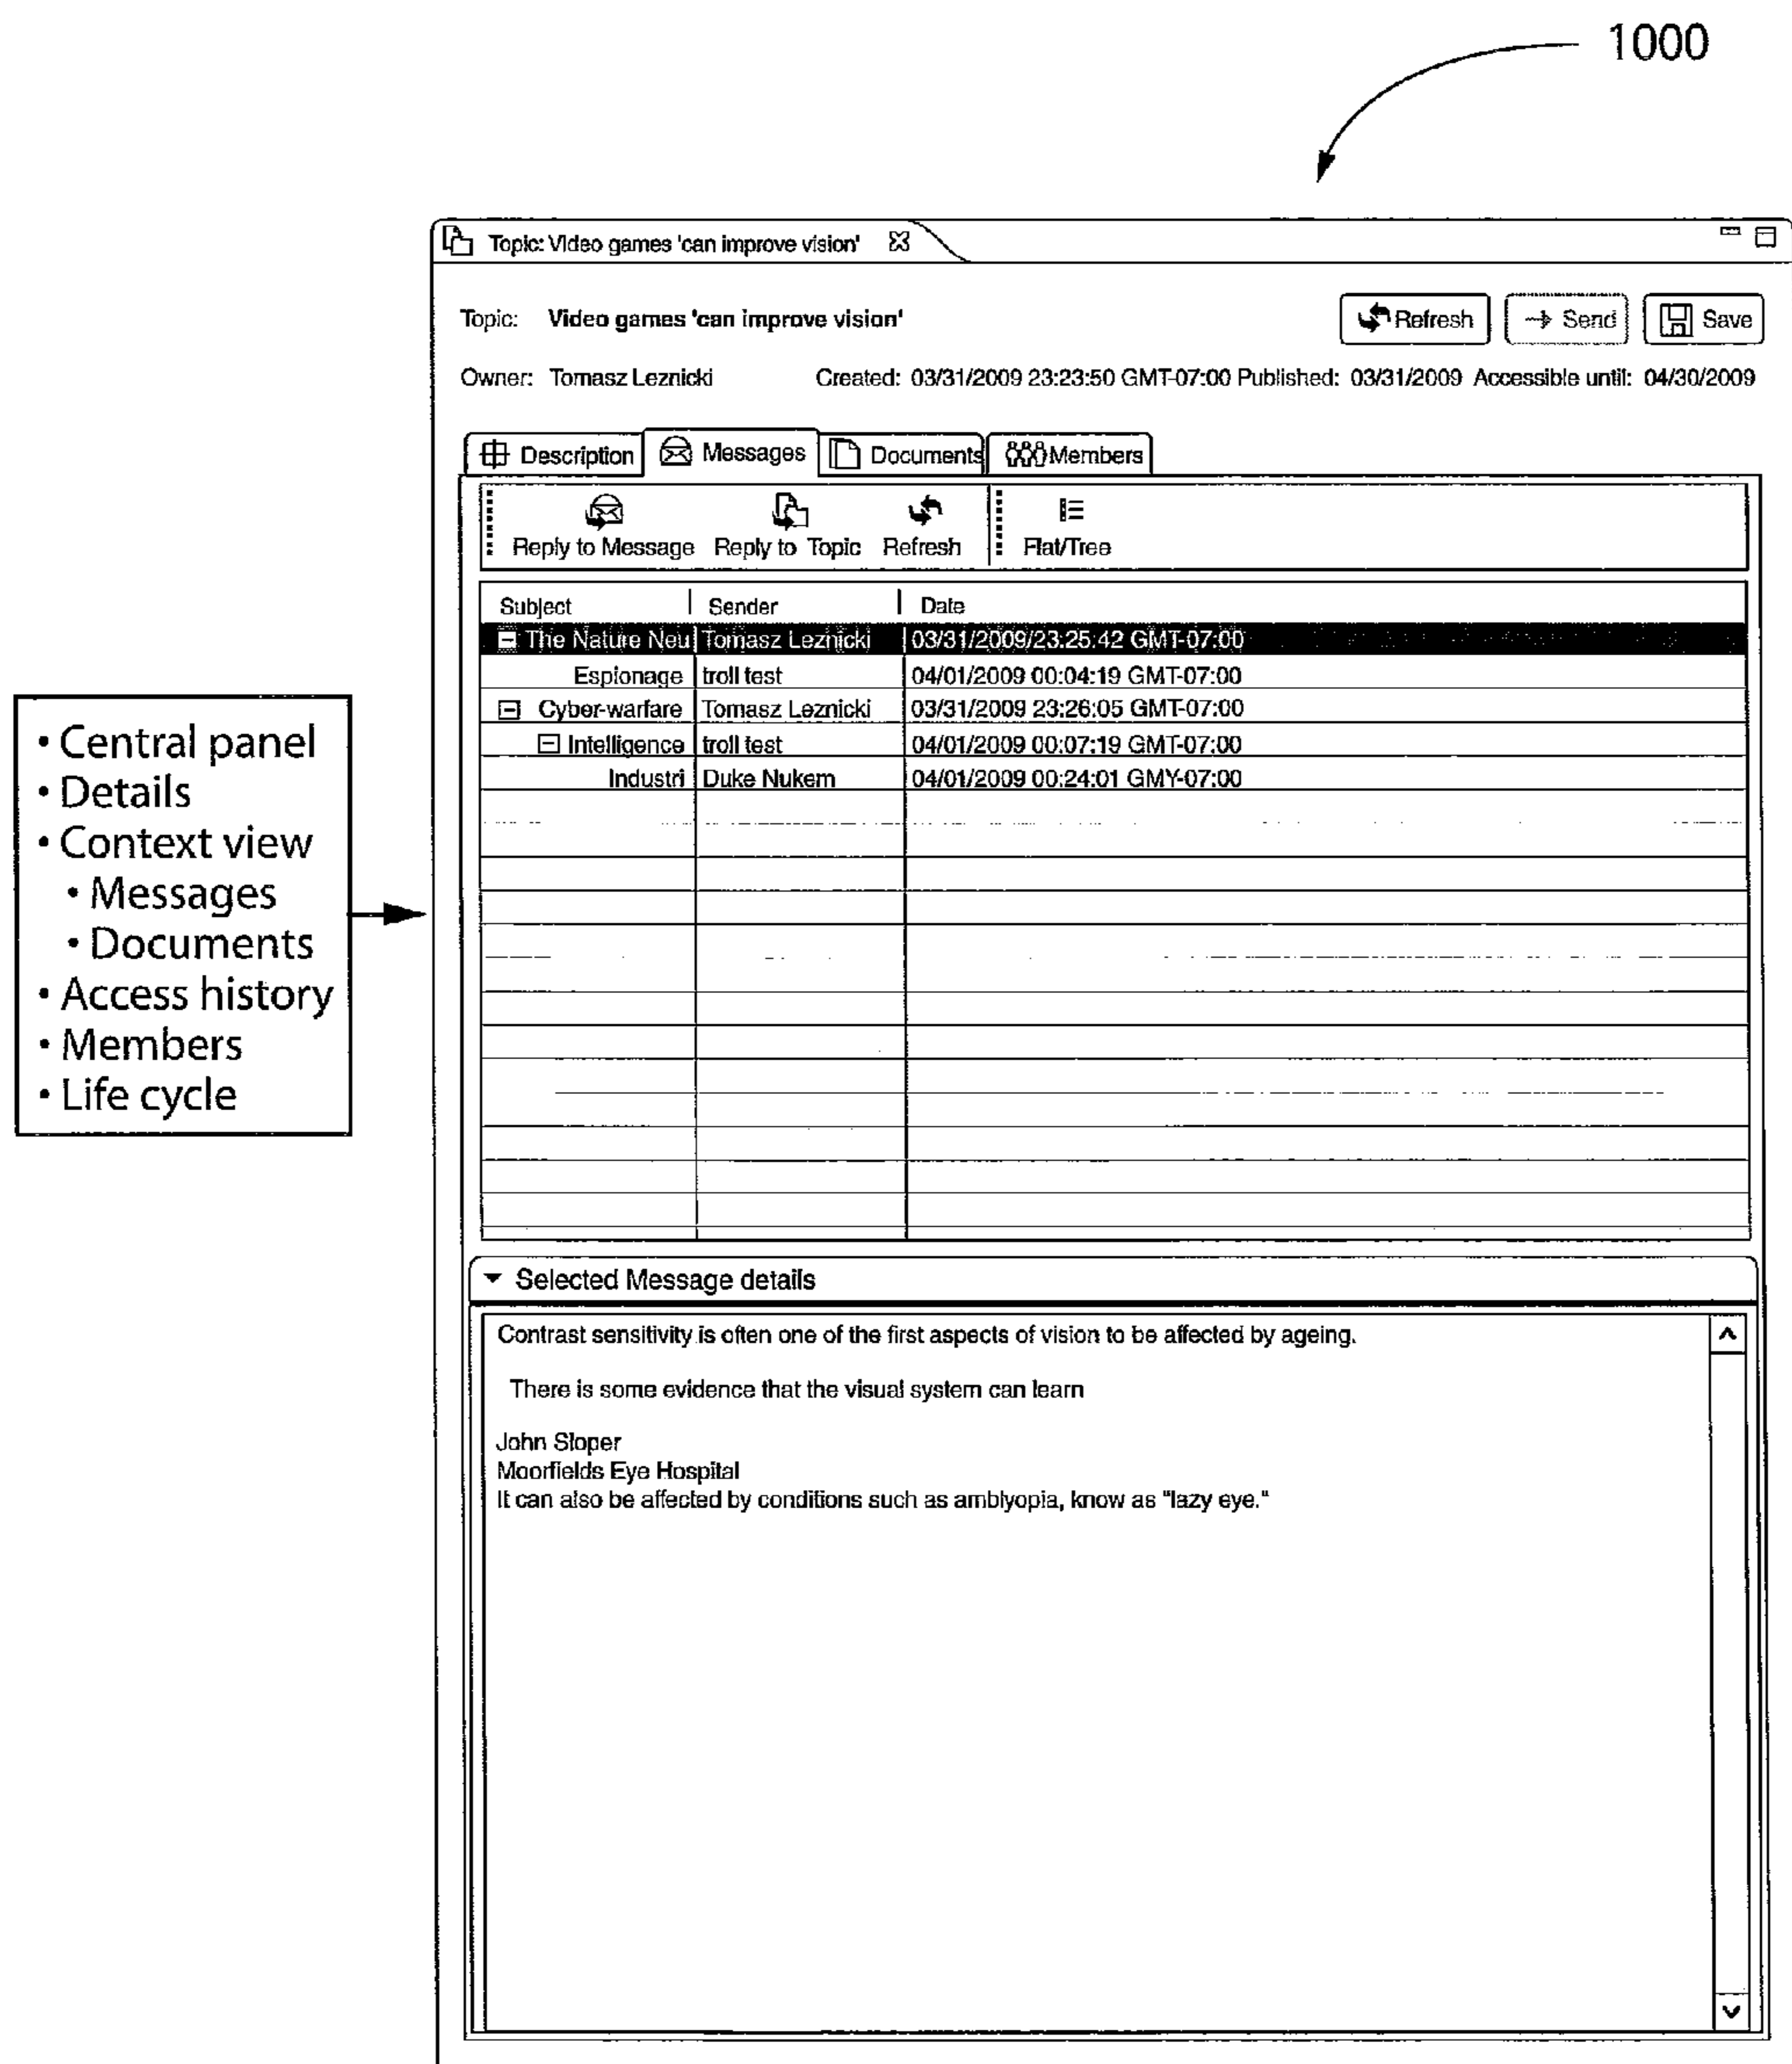 1000
Topic: Video games 'can improve vision'
Topic: Video games 'can improve vision'
Refresh Send Save
Owner: Tomasz Leznicki Created: 03/31/2009 23:23:50 GMT-07:00 Published: 03/31/2009 Accessible until: 04/30/2009
Description Messages Documents Members
Reply to Message Reply to Topic Refresh Flat/Tree
Subject Sender Date
The Nature Neu Tomasz Leznicki 03/31/2009/23:25:42 GMT-07:00
Espionage troll test 04/01/2009 00:04:19 GMT-07:00
Cyber-warfare Tomasz Leznicki 03/31/2009 23:26:05 GMT-07:00
Intelligence troll test 04/01/2009 00:07:19 GMT-07:00
Industri Duke Nukem 04/01/2009 00:24:01 GMY-07:00
• Central panel
• Details
• Context view
• Messages
• Documents
• Access history
• Members
• Life cycle
Selected Message details
Contrast sensitivity is often one of the first aspects of vision to be affected by ageing.
There is some evidence that the visual system can learn
John Sloper
Moorfields Eye Hospital
It can also be affected by conditions such as amblyopia, know as "lazy eye."